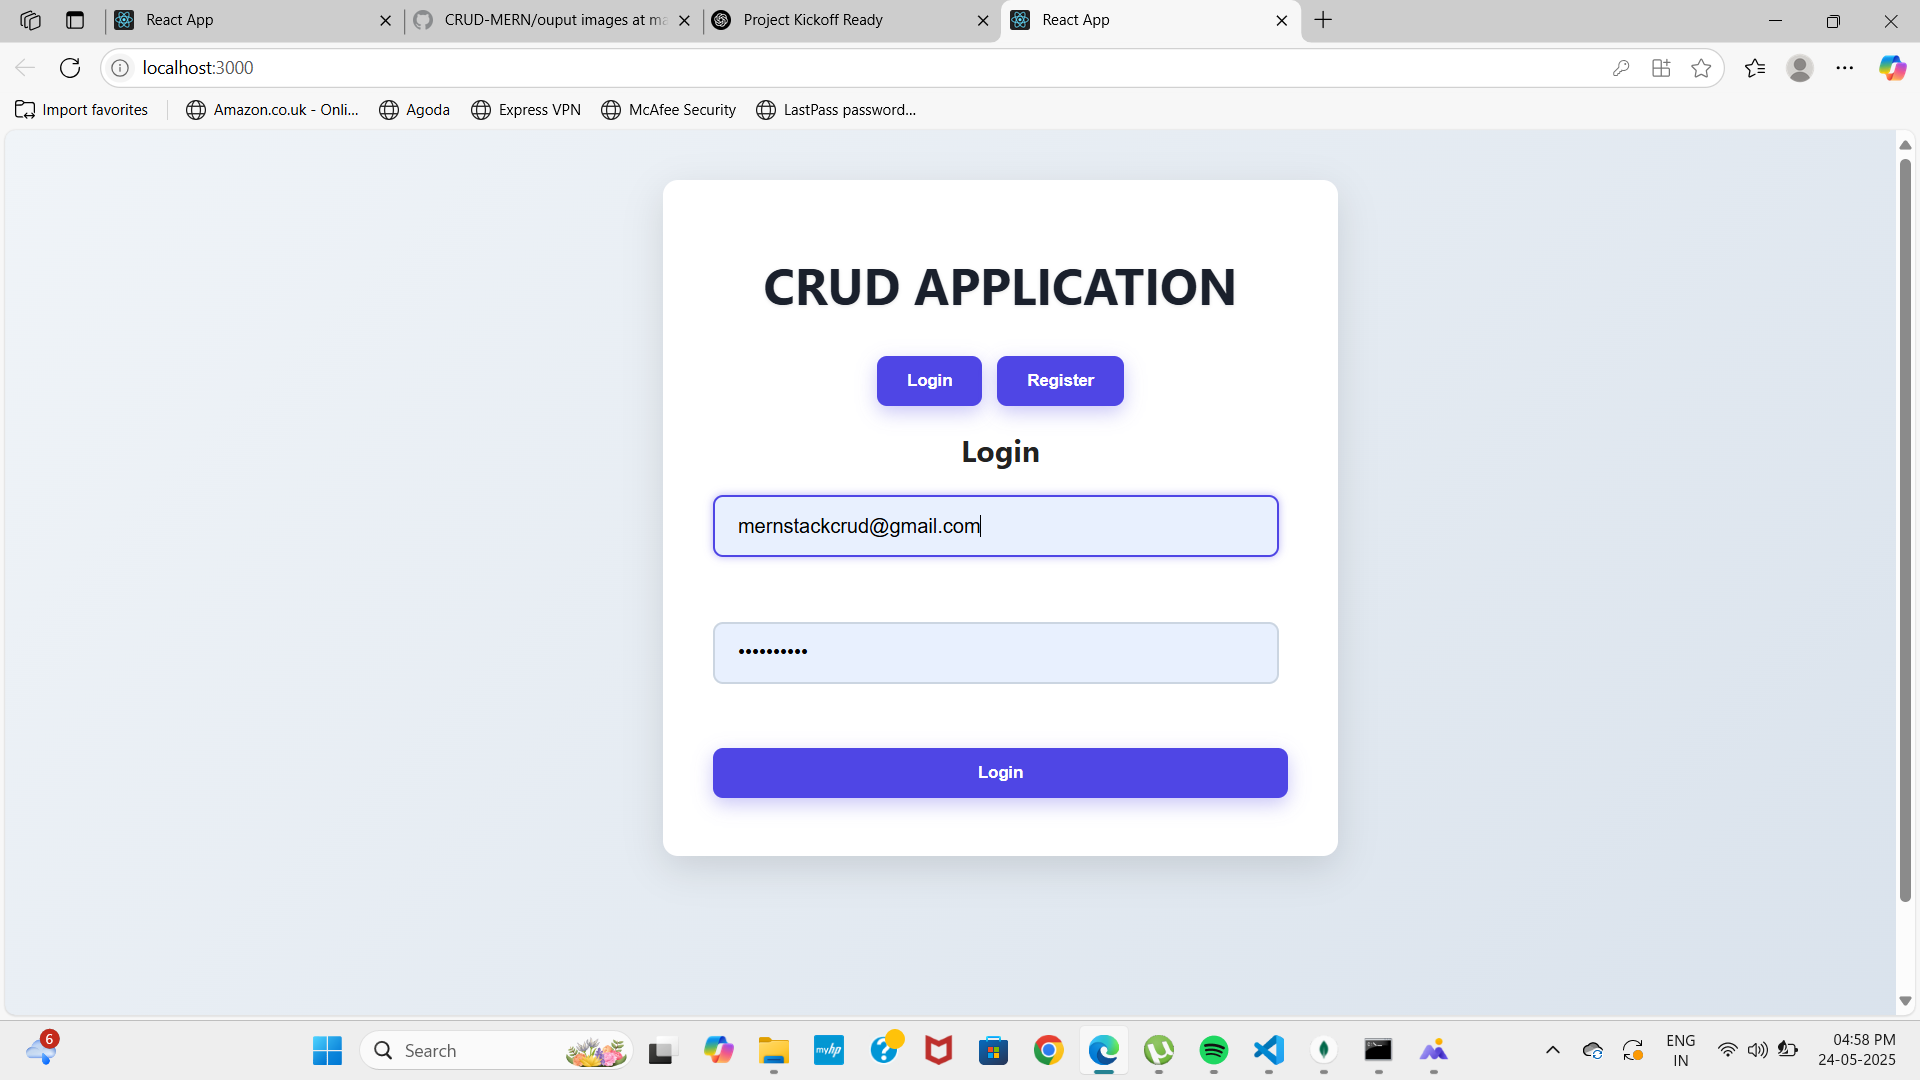 React App
CRUD-MERN/ouput images at ma
Project Kickoff Ready
React App
localhost:3000
Import favorites
Amazon.co.uk - Onli...
Agoda
Express VPN
McAfee Security
LastPass password...
CRUD APPLICATION
Login
Register
Login
mernstackcrud@gmail.com
••••••••••
Login
6
Search
myhp
ENG
IN
04:58 PM
24-05-2025